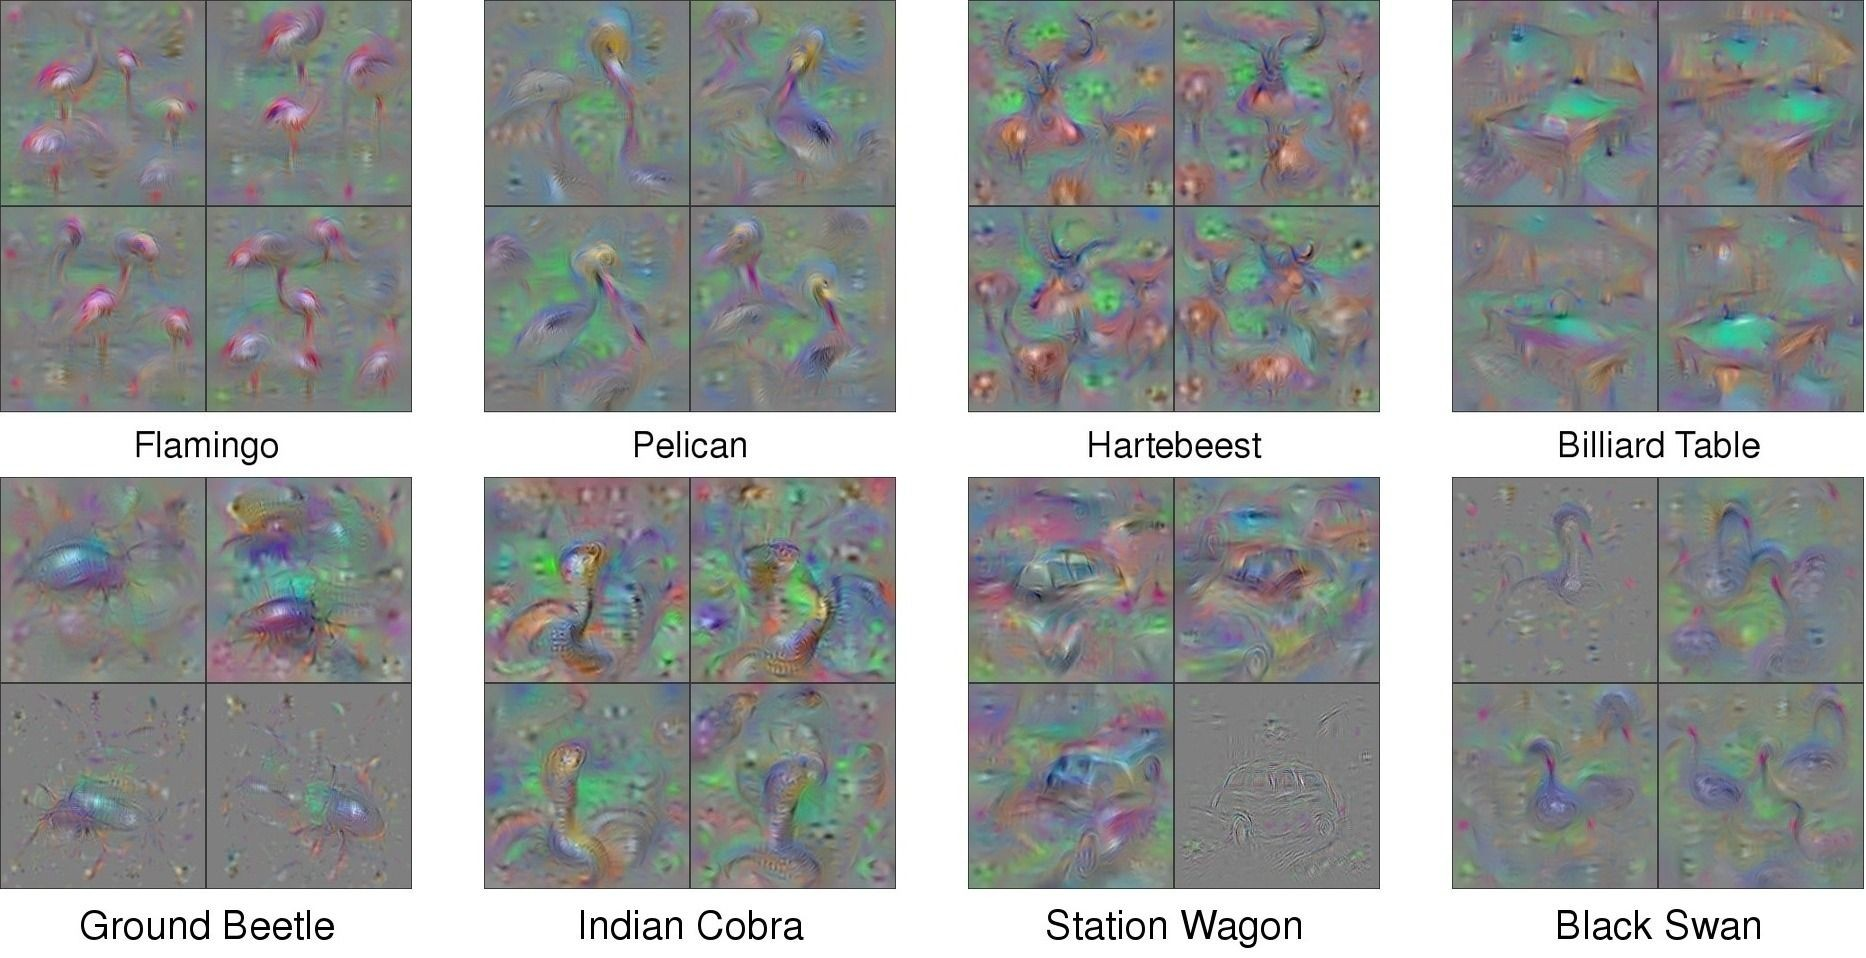 Flamingo
Pelican
Hartebeest
Billiard Table
Ground Beetle
Indian Cobra
Station Wagon
Black Swan